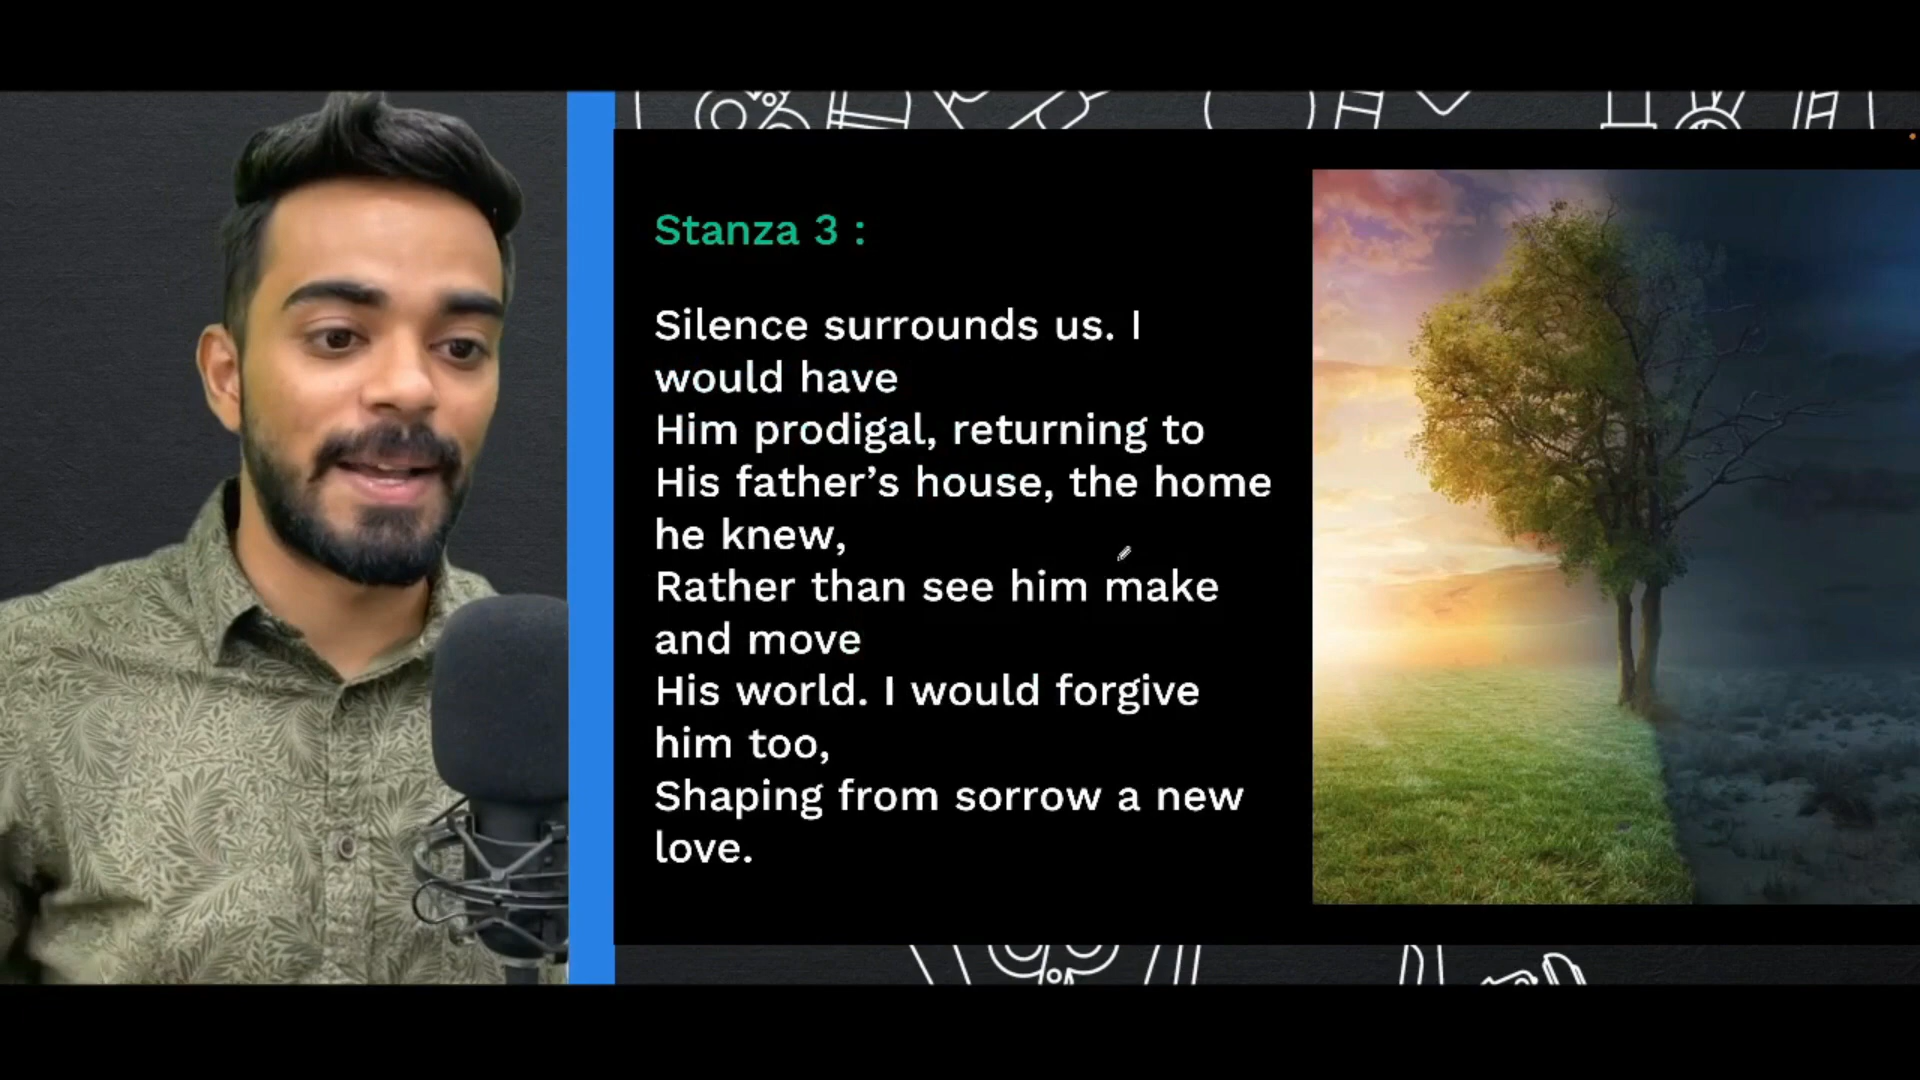 Stanza 3 :
Silence surrounds us. I
would have
Him prodigal, returning to
His father’s house, the home
he knew,
Rather than see him make
and move
His world. I would forgive
him too,
Shaping from sorrow a new
love.